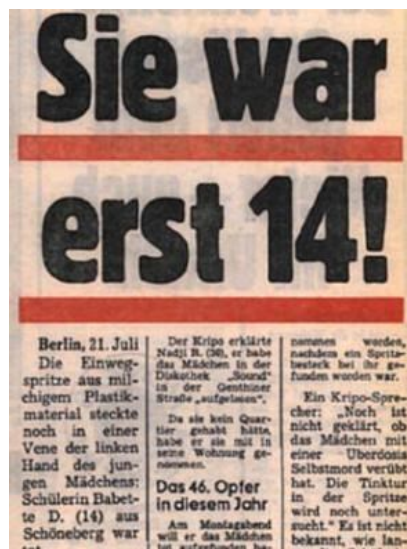 Sie war
erst 14!
Berlin, 21. Juli
Die Einweg-
spritze aus mil-
chigem Plastik-
material steckte
noch in einer
Vene der linken
Hand des jun-
gen Mädchens:
Schülerin Babet-
te D. (14) aus
Schöneberg war
Der Kripo erklärte
Nadji R. (30), er habe
das Mädchen in der
Diskothek „Sound“
in der Genthiner
Straße „aufgelesen“.
Da sie kein Quar-
tier gehabt hätte,
habe er sie mit in
seine Wohnung ge-
nommen.
Das 46. Opfer
in diesem Jahr
Am Montagabend
will er das Mädchen
tot aufgefunden ha-
nommen worden,
nachdem ein Spritz-
besteck bei ihr ge-
funden worden war.
Ein Kripo-Spre-
cher: „Noch ist
nicht geklärt, ob
das Mädchen mit
einer Überdosis
Selbstmord verübt
hat. Die Tinktur
in der Spritze
wird noch unter-
sucht.“ Es ist nicht
bekannt, wie lan-